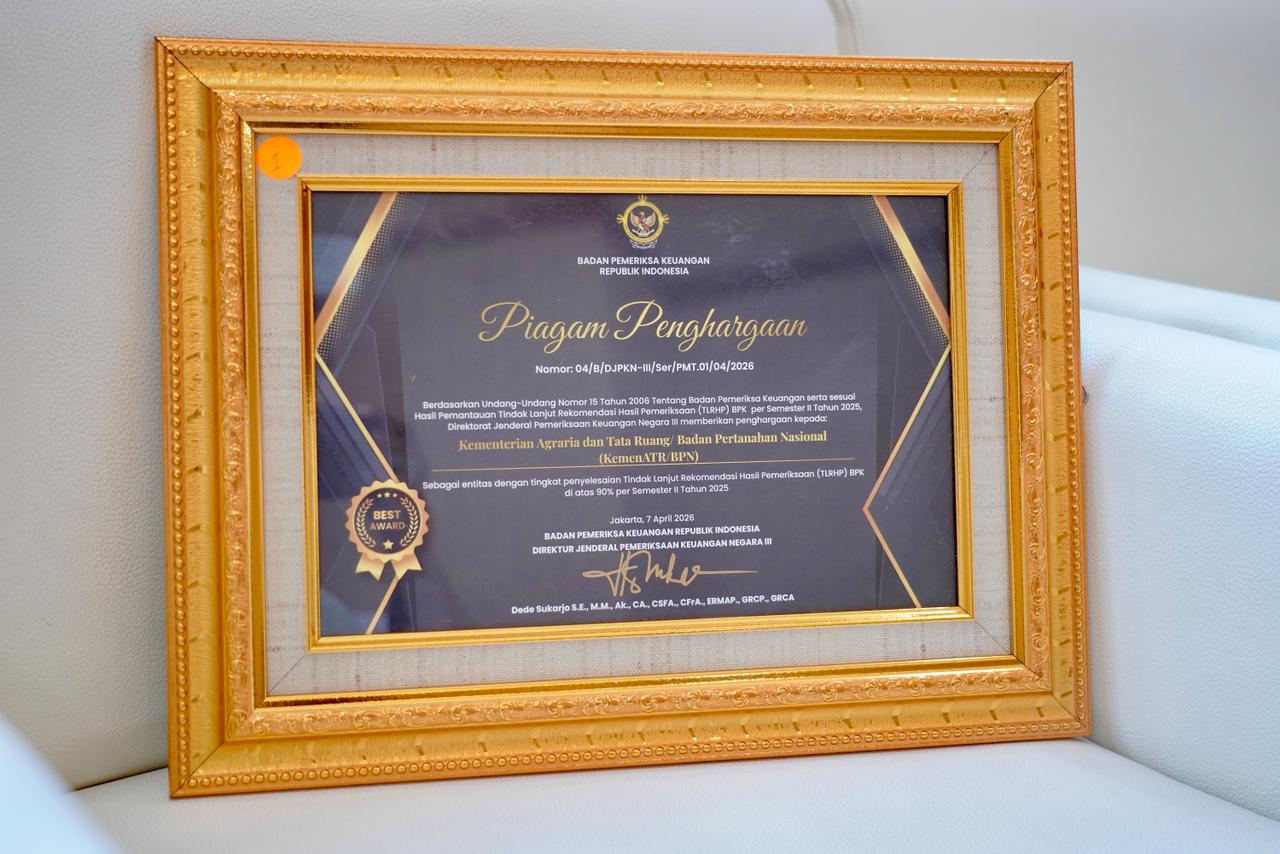 1
BADAN PEMERIKSA KEUANGAN
REPUBLIK INDONESIA
Piagam Penghargaan
Nomor: 04/B/DJPKN-III/Ser/PMT.01/04/2026
Berdasarkan Undang-Undang Nomor 15 Tahun 2006 Tentang Badan Pemeriksa Keuangan serta sesuai
Hasil Pemantauan Tindak Lanjut Rekomendasi Hasil Pemeriksaan (TLRHP) BPK per Semester II Tahun 2025,
Direktorat Jenderal Pemeriksaan Keuangan Negara III memberikan penghargaan kepada:
Kementerian Agraria dan Tata Ruang/ Badan Pertanahan Nasional
(KemenATR/BPN)
Sebagai entitas dengan tingkat penyelesaian Tindak Lanjut Rekomendasi Hasil Pemeriksaan (TLRHP) BPK
di atas 90% per Semester II Tahun 2025
BEST
AWARD
Jakarta, 7 April 2026
BADAN PEMERIKSA KEUANGAN REPUBLIK INDONESIA
DIREKTUR JENDERAL PEMERIKSAAN KEUANGAN NEGARA III
Dede Sukarjo S.E., M.M., Ak., CA., CSFA., CFrA., ERMAP., GRCP., GRCA